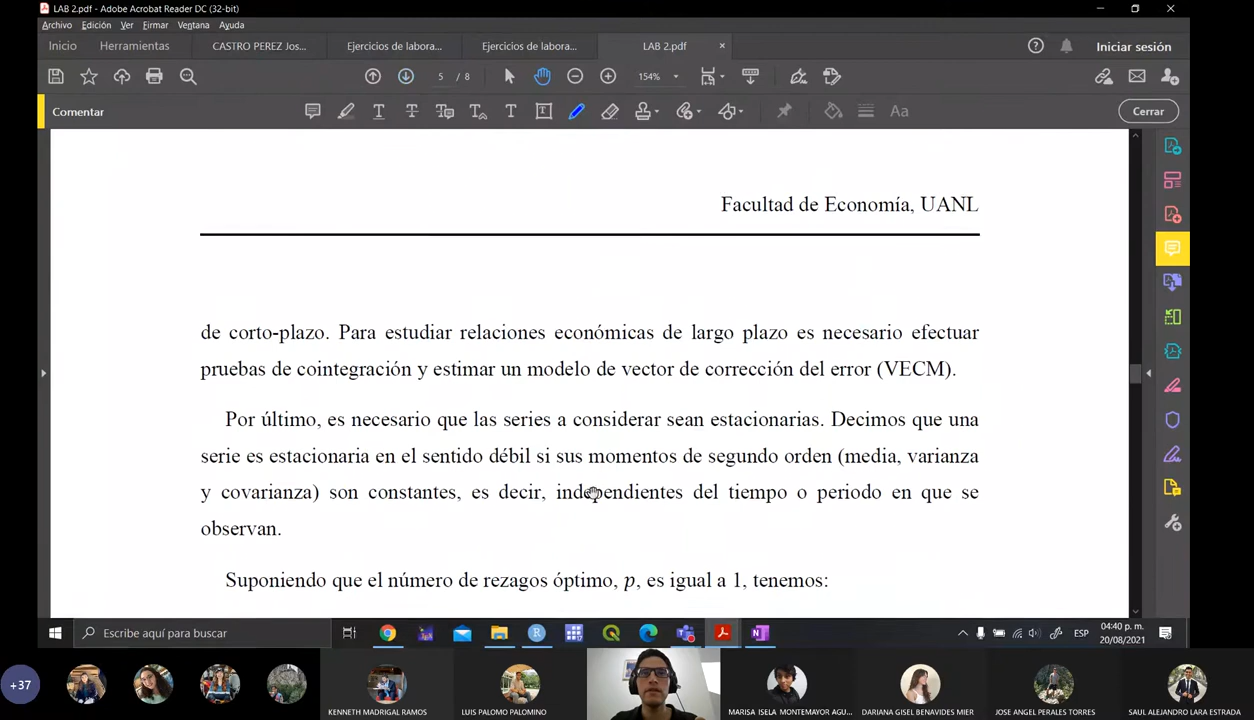 LAB 2.pdf - Adobe Acrobat Reader DC (32-bit)
Archivo Edición Ver Firmar Ventana Ayuda
Inicio Herramientas CASTRO PEREZ Jos... Ejercicios de labora... Ejercicios de labora... LAB 2.pdf × Iniciar sesión
5 / 8 154%
Comentar Aa Cerrar
Facultad de Economía, UANL
de corto-plazo. Para estudiar relaciones económicas de largo plazo es necesario efectuar
pruebas de cointegración y estimar un modelo de vector de corrección del error (VECM).
Por último, es necesario que las series a considerar sean estacionarias. Decimos que una
serie es estacionaria en el sentido débil si sus momentos de segundo orden (media, varianza
y covarianza) son constantes, es decir, independientes del tiempo o periodo en que se
observan.
Suponiendo que el número de rezagos óptimo, p, es igual a 1, tenemos:
Escribe aquí para buscar ESP 04:40 p. m.
20/08/2021
+37 KENNETH MADRIGAL RAMOS LUIS PALOMO PALOMINO MARISA ISELA MONTEMAYOR AGU... DARIANA GISEL BENAVIDES MIER JOSE ANGEL PERALES TORRES SAUL ALEJANDRO LARA ESTRADA